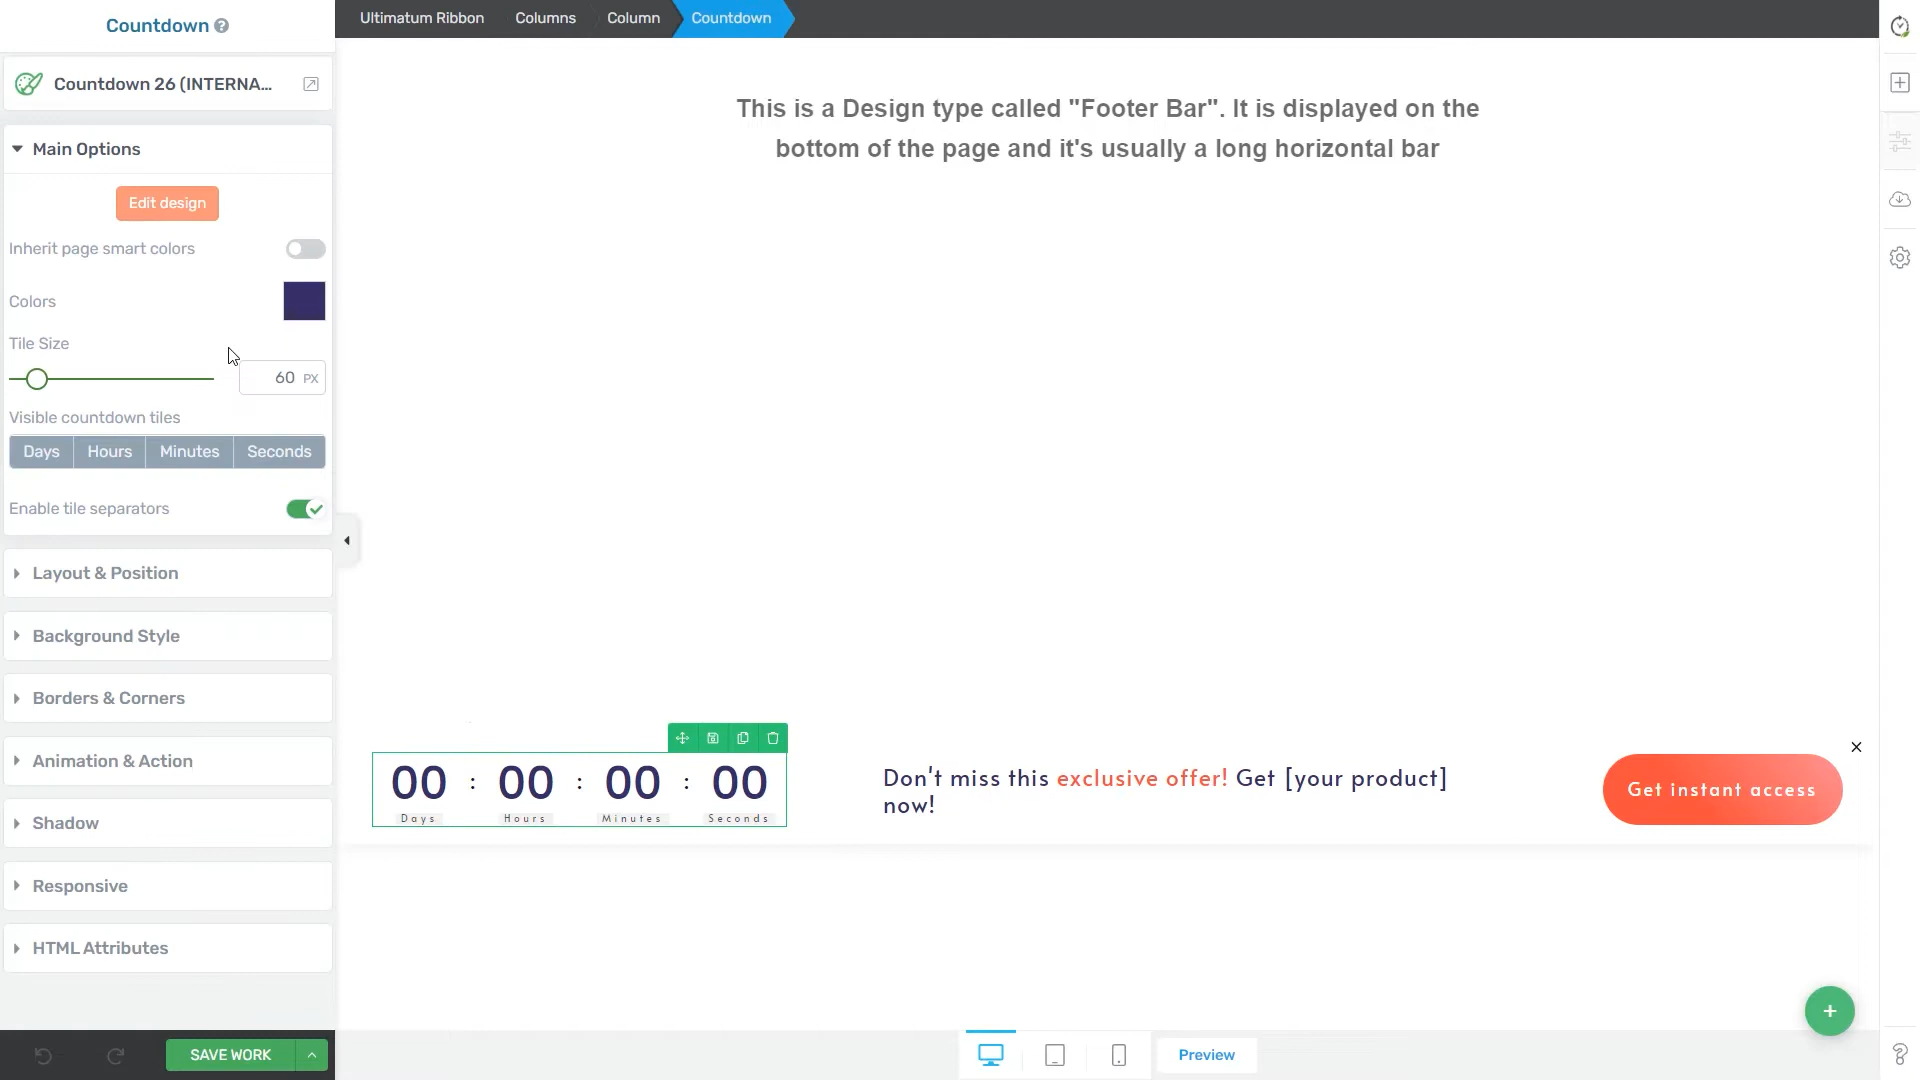 Countdown
Countdown 26 (INTERNA...
Main Options
Edit design
Inherit page smart colors
Colors
Tile Size
60 PX
Visible countdown tiles
Days Hours Minutes Seconds
Enable tile separators
Layout & Position
Background Style
Borders & Corners
Animation & Action
Shadow
Responsive
HTML Attributes
SAVE WORK
Ultimatum Ribbon Columns Column Countdown
This is a Design type called "Footer Bar". It is displayed on the
bottom of the page and it's usually a long horizontal bar
00 : 00 : 00 : 00
Days Hours Minutes Seconds
Don't miss this exclusive offer! Get [your product]
now!
Get instant access
Preview